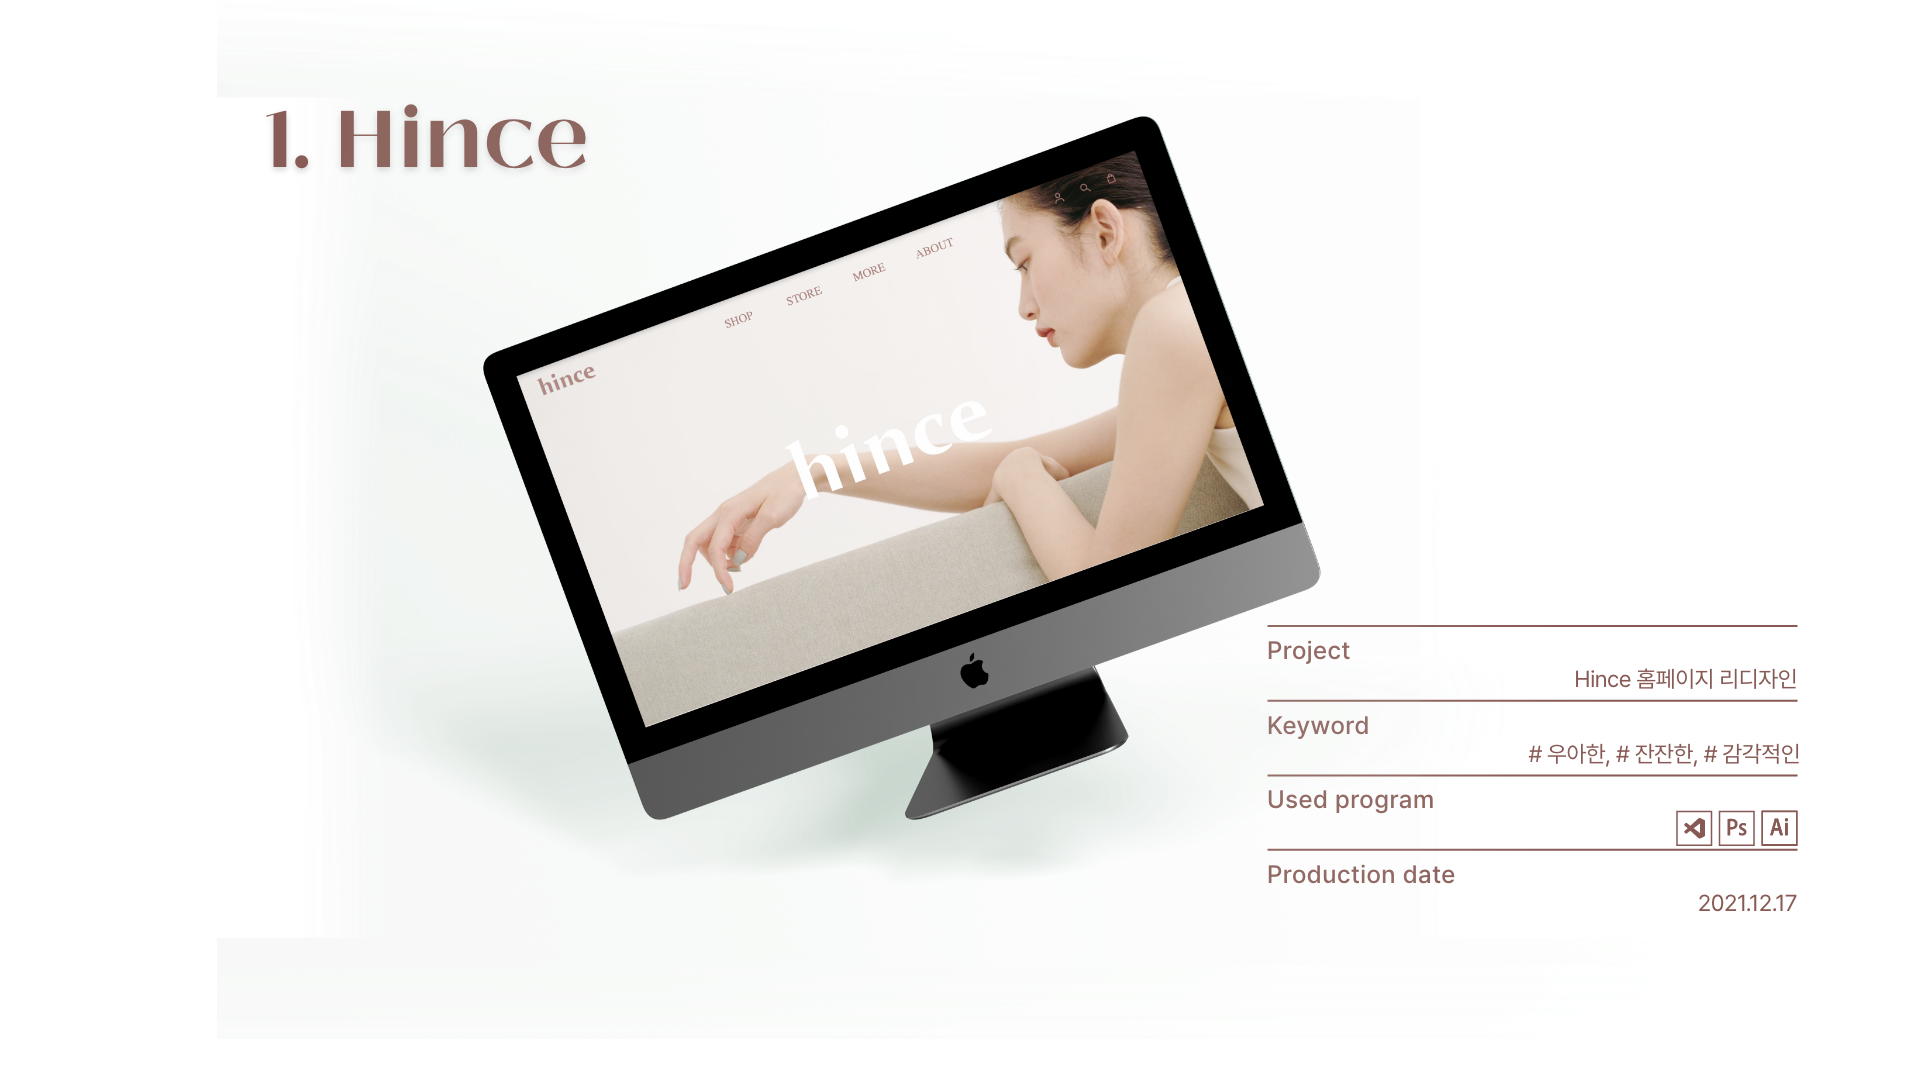 1. Hince
SHOP STORE MORE ABOUT
hince
hince
Project
Hince 홈페이지 리디자인
Keyword
# 우아한, # 잔잔한, # 감각적인
Used program
Ps Ai
Production date
2021.12.17